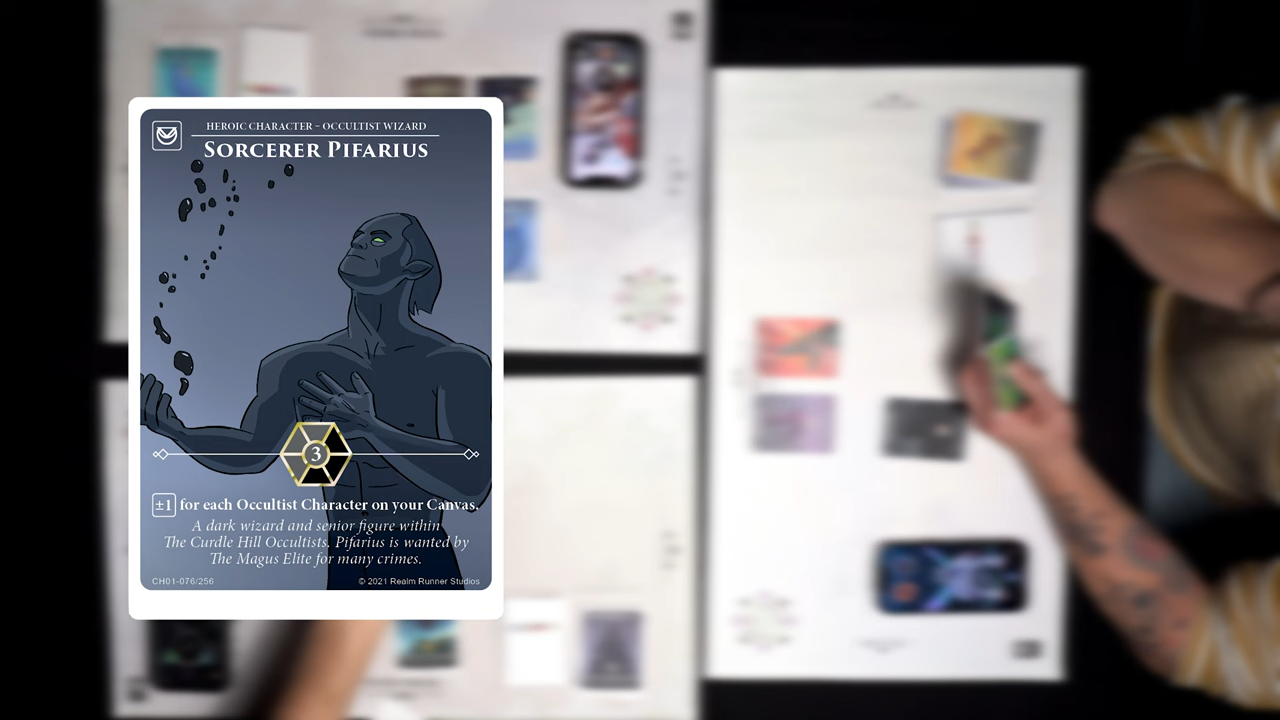 HEROIC CHARACTER – OCCULTIST WIZARD
SORCERER PIFARIUS
3
±1 for each Occultist Character on your Canvas.
A dark wizard and senior figure within
The Curdle Hill Occultists. Pifarius is wanted by
The Magus Elite for many crimes.
CH01-076/256 © 2021 Realm Runner Studios